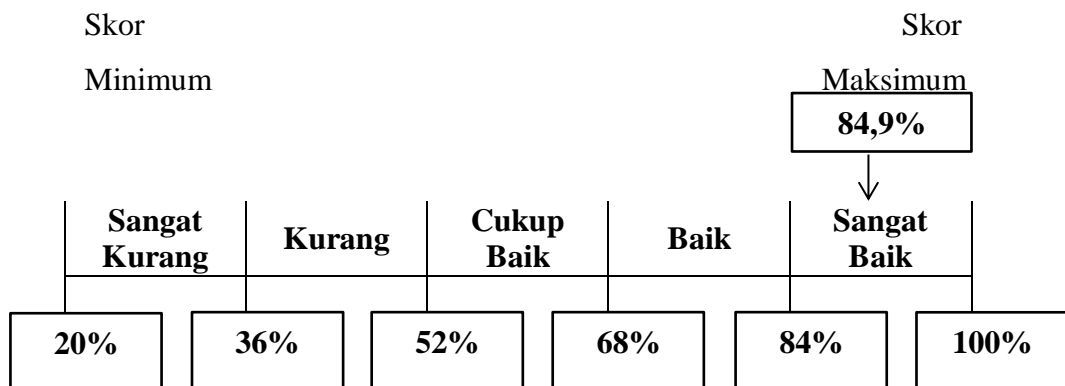 Skor Skor
Minimum Maksimum
84,9%
Sangat Kurang Cukup Baik Sangat
Kurang Baik Baik
20% 36% 52% 68% 84% 100%